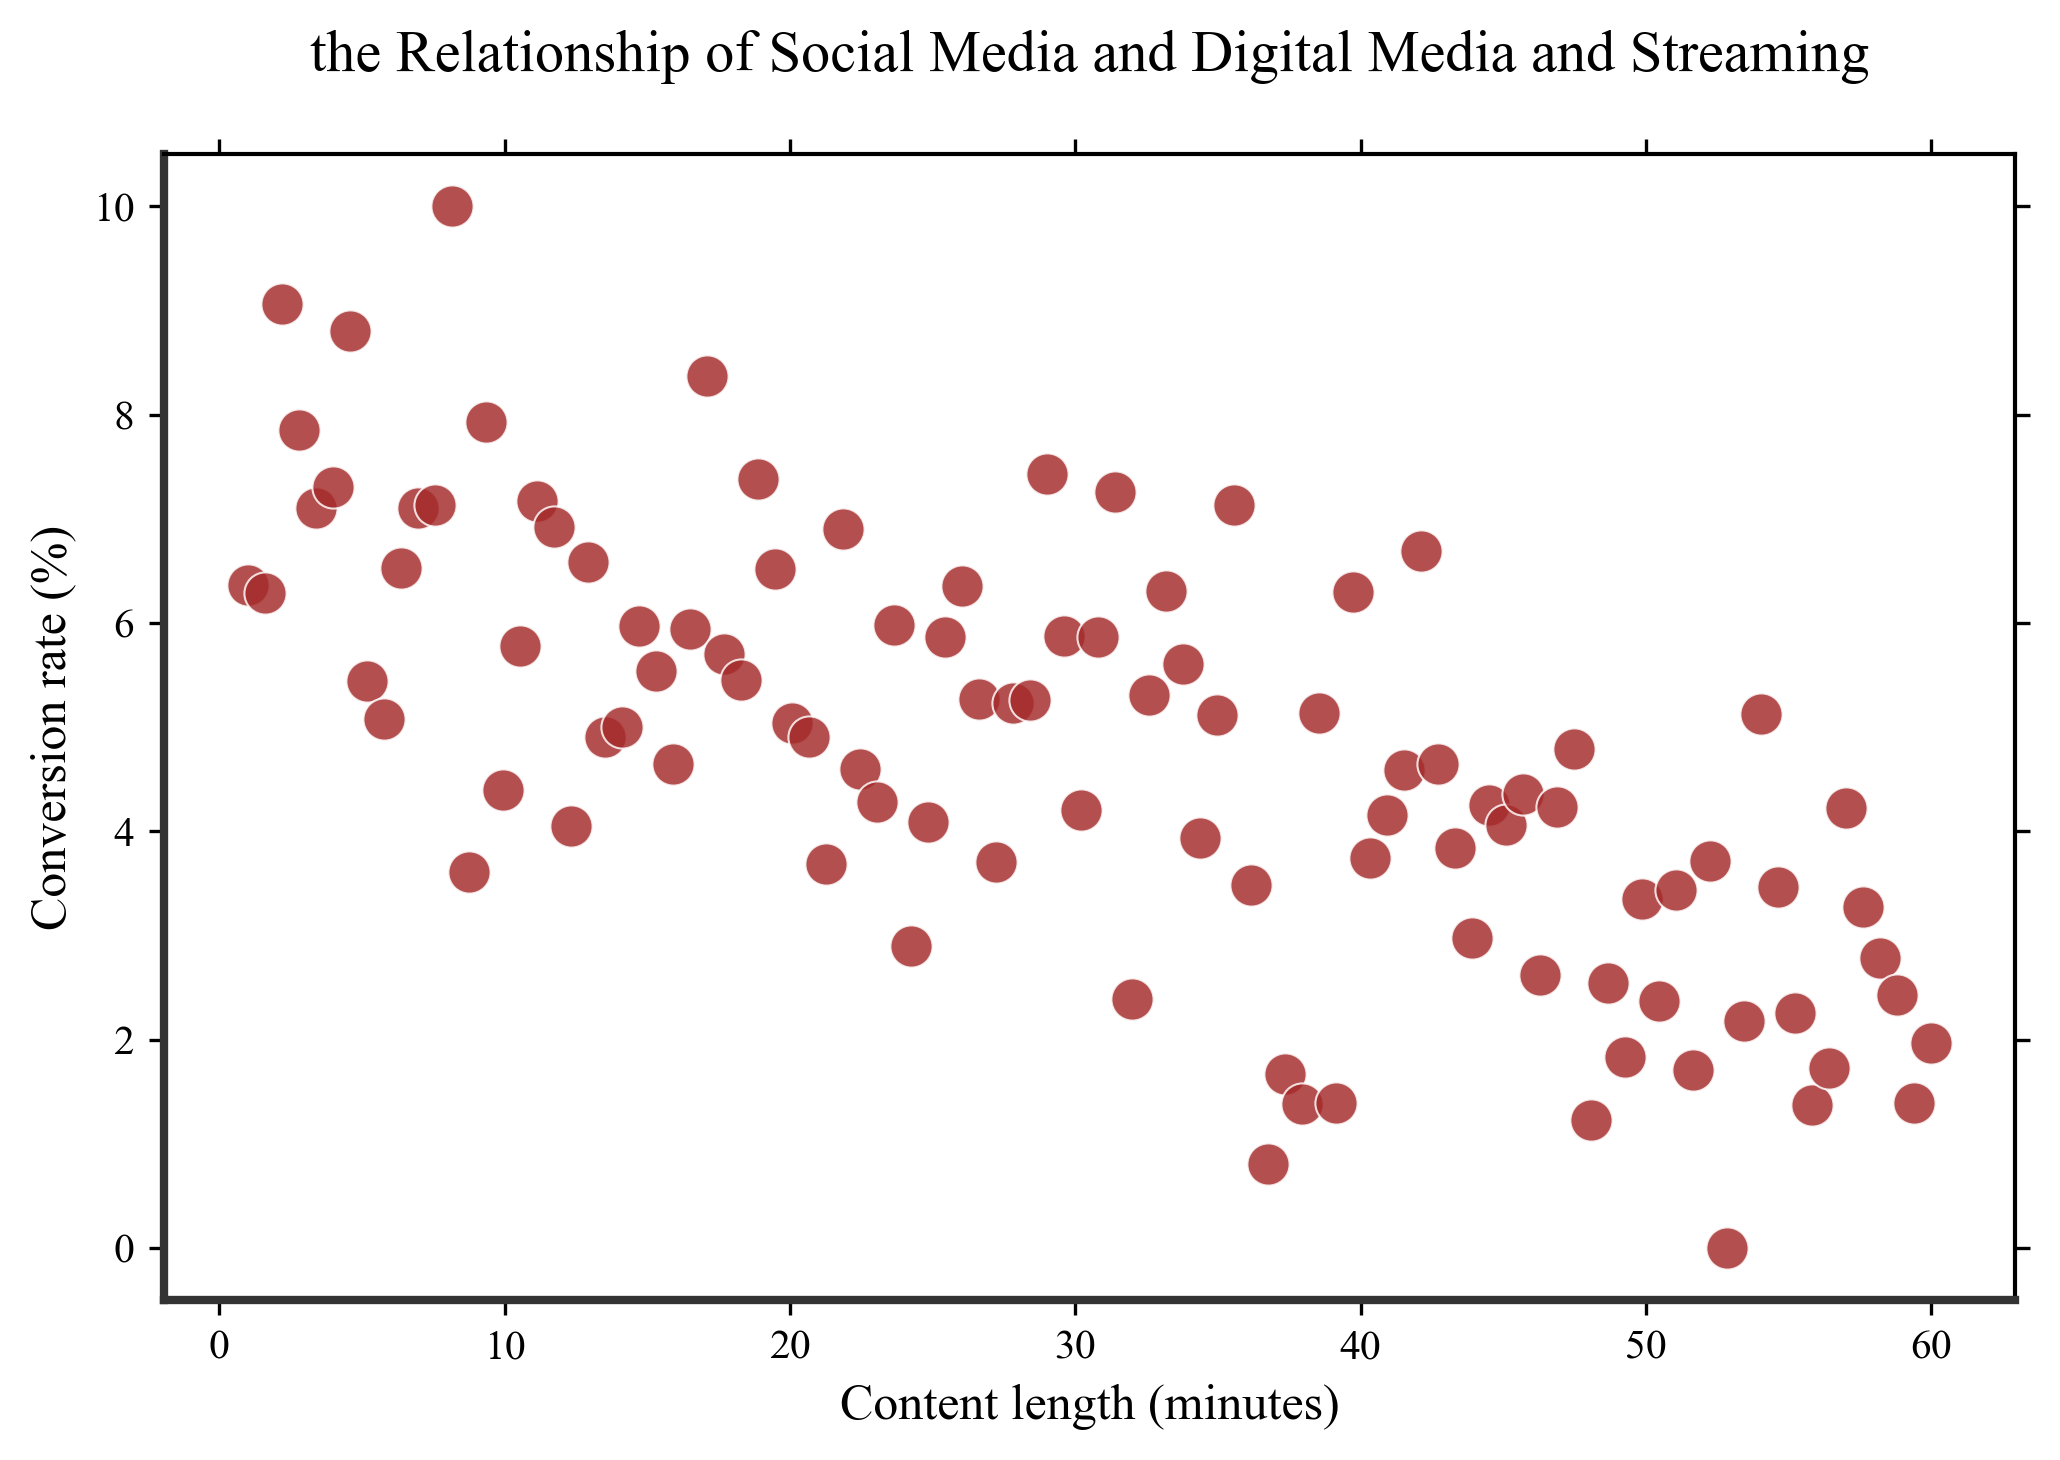 the Relationship of Social Media and Digital Media and Streaming
10
8
6
4
2
0
Conversion rate (%)
0 10 20 30 40 50 60
Content length (minutes)